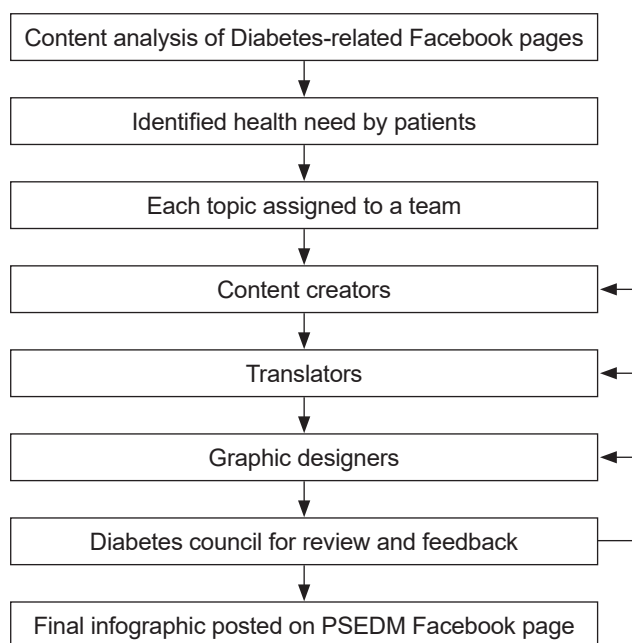 Content analysis of Diabetes-related Facebook pages
Identified health need by patients
Each topic assigned to a team
Content creators
Translators
Graphic designers
Diabetes council for review and feedback
Final infographic posted on PSEDM Facebook page